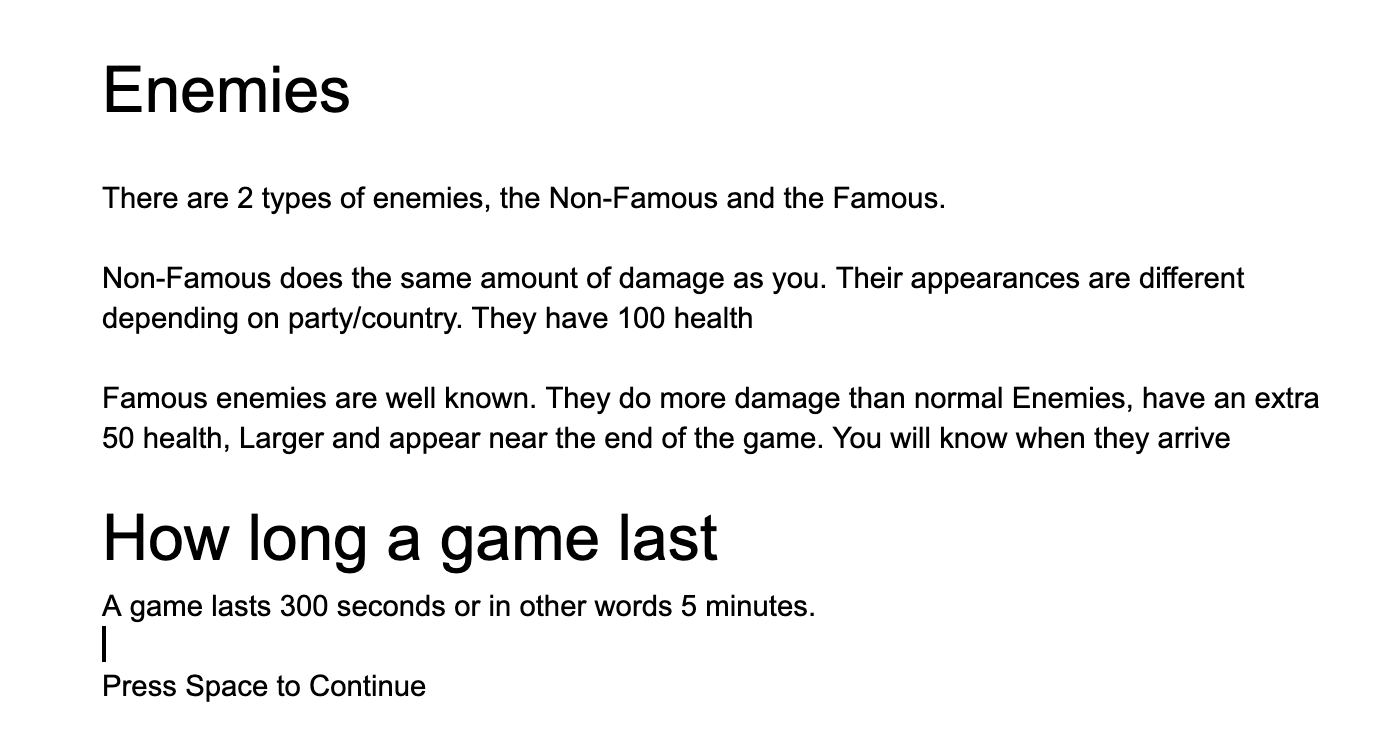 Enemies
There are 2 types of enemies, the Non-Famous and the Famous.
Non-Famous does the same amount of damage as you. Their appearances are different
depending on party/country. They have 100 health
Famous enemies are well known. They do more damage than normal Enemies, have an extra
50 health, Larger and appear near the end of the game. You will know when they arrive
How long a game last
A game lasts 300 seconds or in other words 5 minutes.
Press Space to Continue